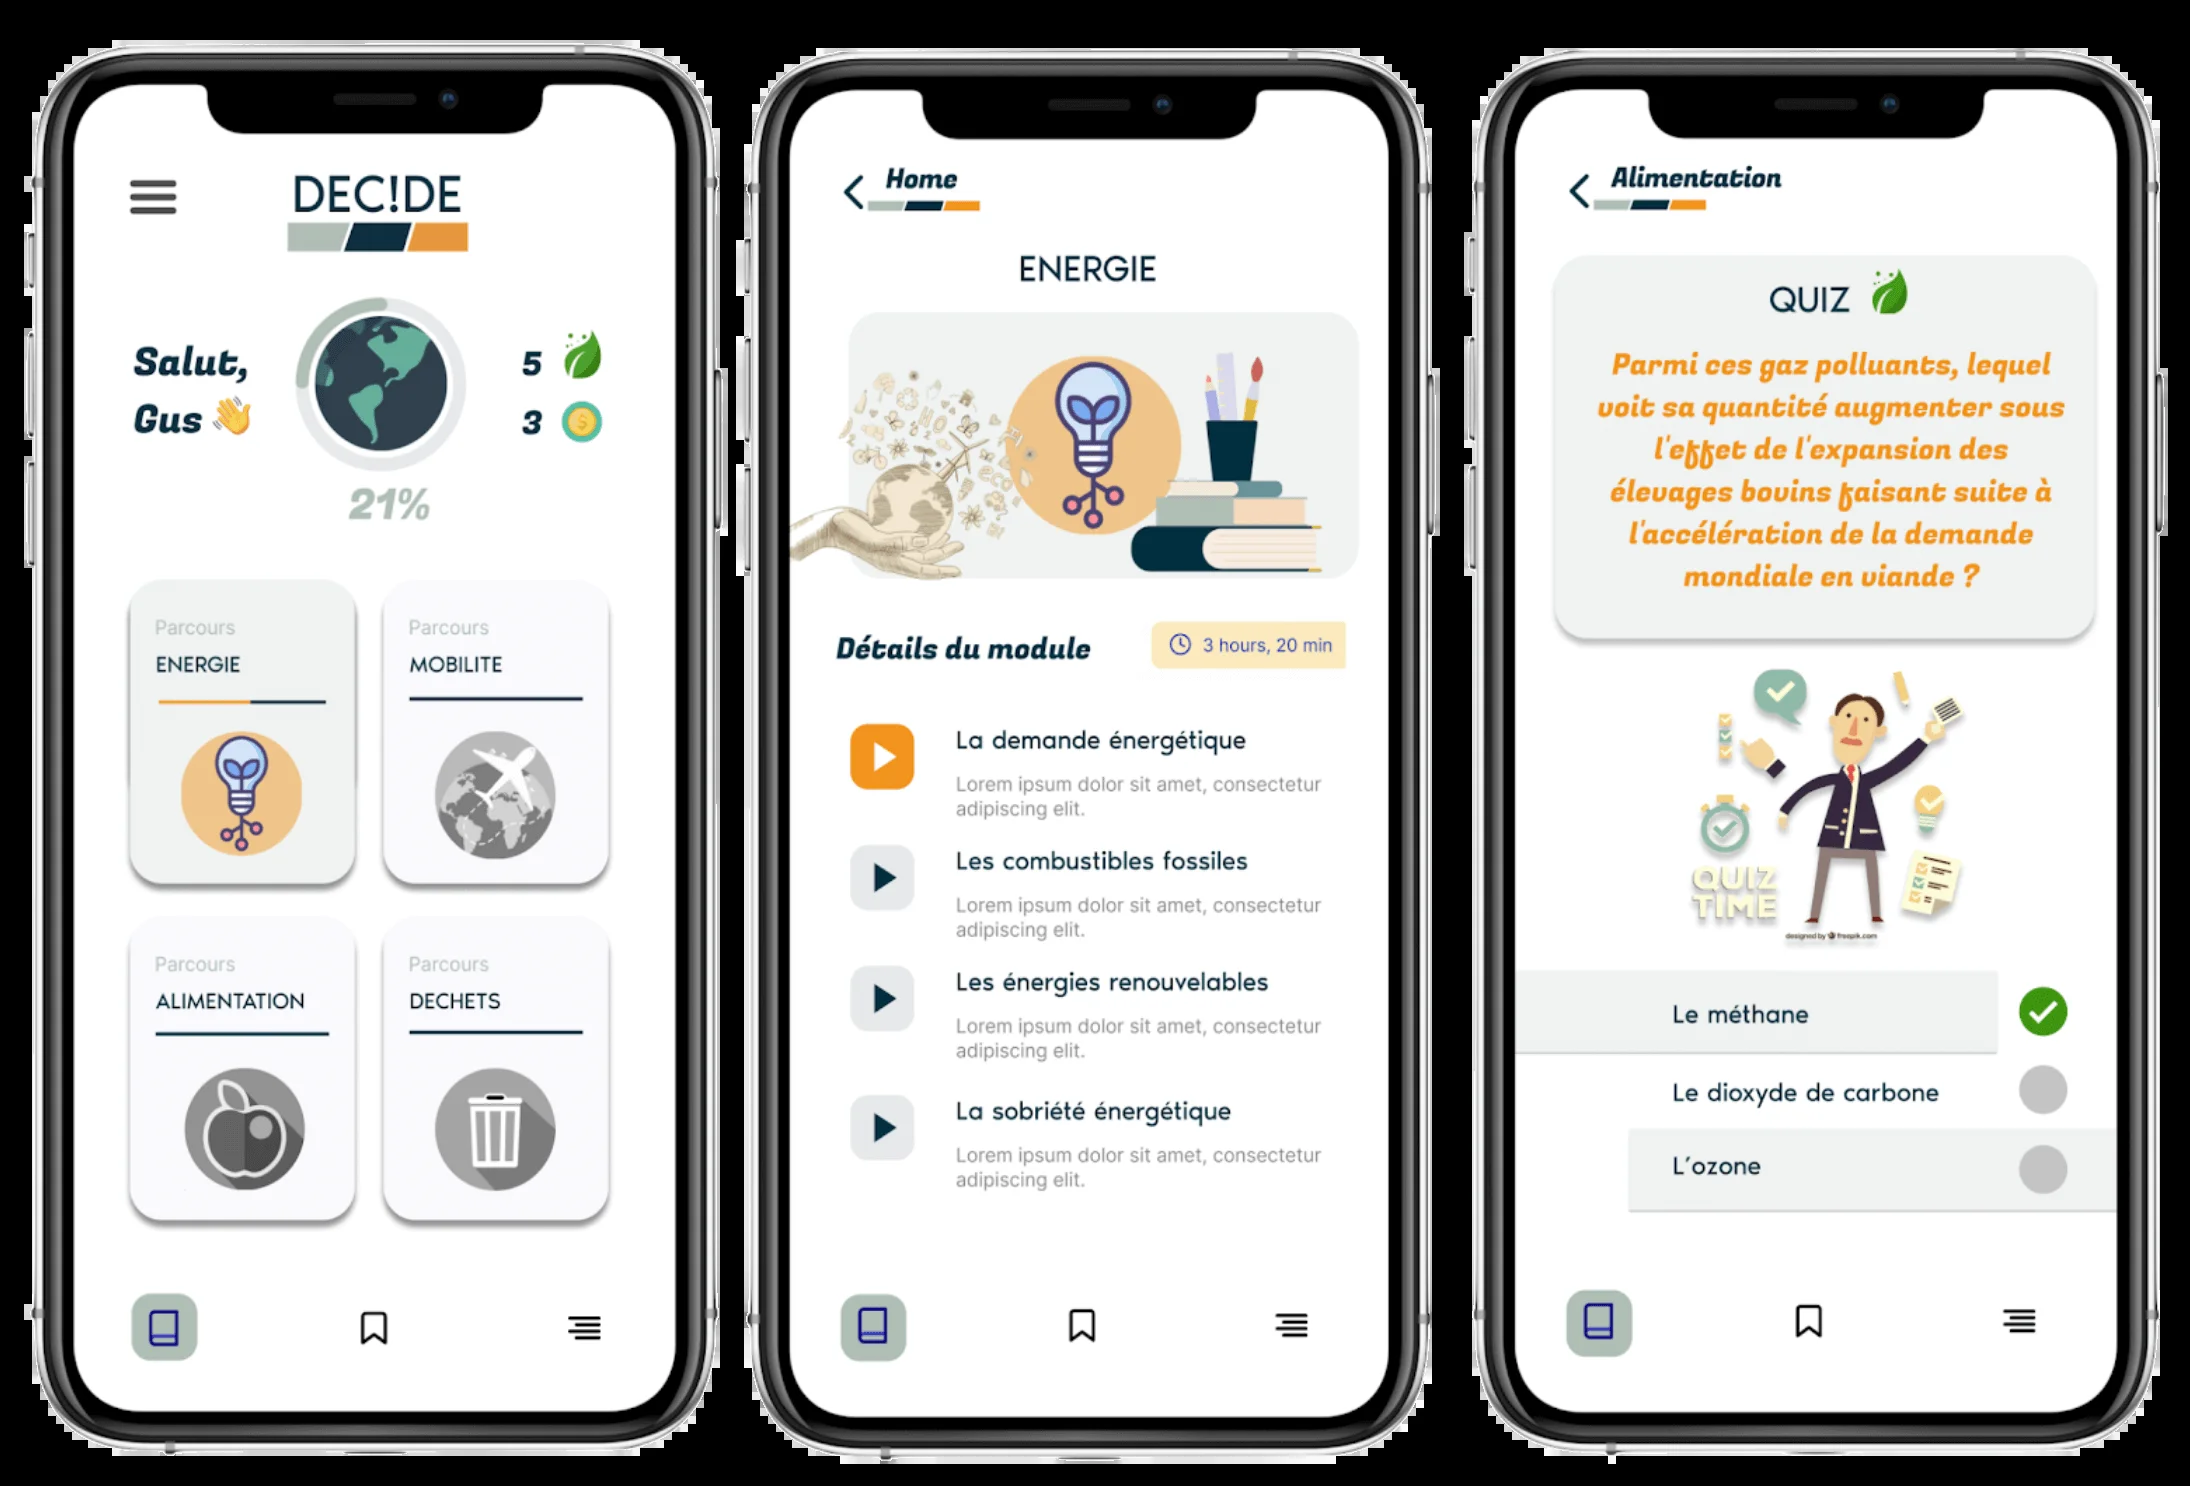 DEC!DE
Salut,
Gus
5
3
21%
Parcours
ENERGIE
Parcours
MOBILITE
Parcours
ALIMENTATION
Parcours
DECHETS
Home
ENERGIE
Détails du module
3 hours, 20 min
La demande énergétique
Lorem ipsum dolor sit amet, consectetur
adipiscing elit.
Les combustibles fossiles
Lorem ipsum dolor sit amet, consectetur
adipiscing elit.
Les énergies renouvelables
Lorem ipsum dolor sit amet, consectetur
adipiscing elit.
La sobriété énergétique
Lorem ipsum dolor sit amet, consectetur
adipiscing elit.
Alimentation
QUIZ
Parmi ces gaz polluants, lequel
voit sa quantité augmenter sous
l'effet de l'expansion des
élevages bovins faisant suite à
l'accélération de la demande
mondiale en viande ?
QUIZ
TIME
designed by freepik.com
Le méthane
Le dioxyde de carbone
L'ozone